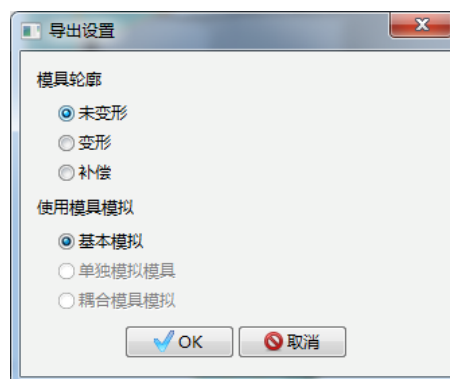 导出设置
模具轮廓
未变形
变形
补偿
使用模具模拟
基本模拟
单独模拟模具
耦合模具模拟
OK 取消